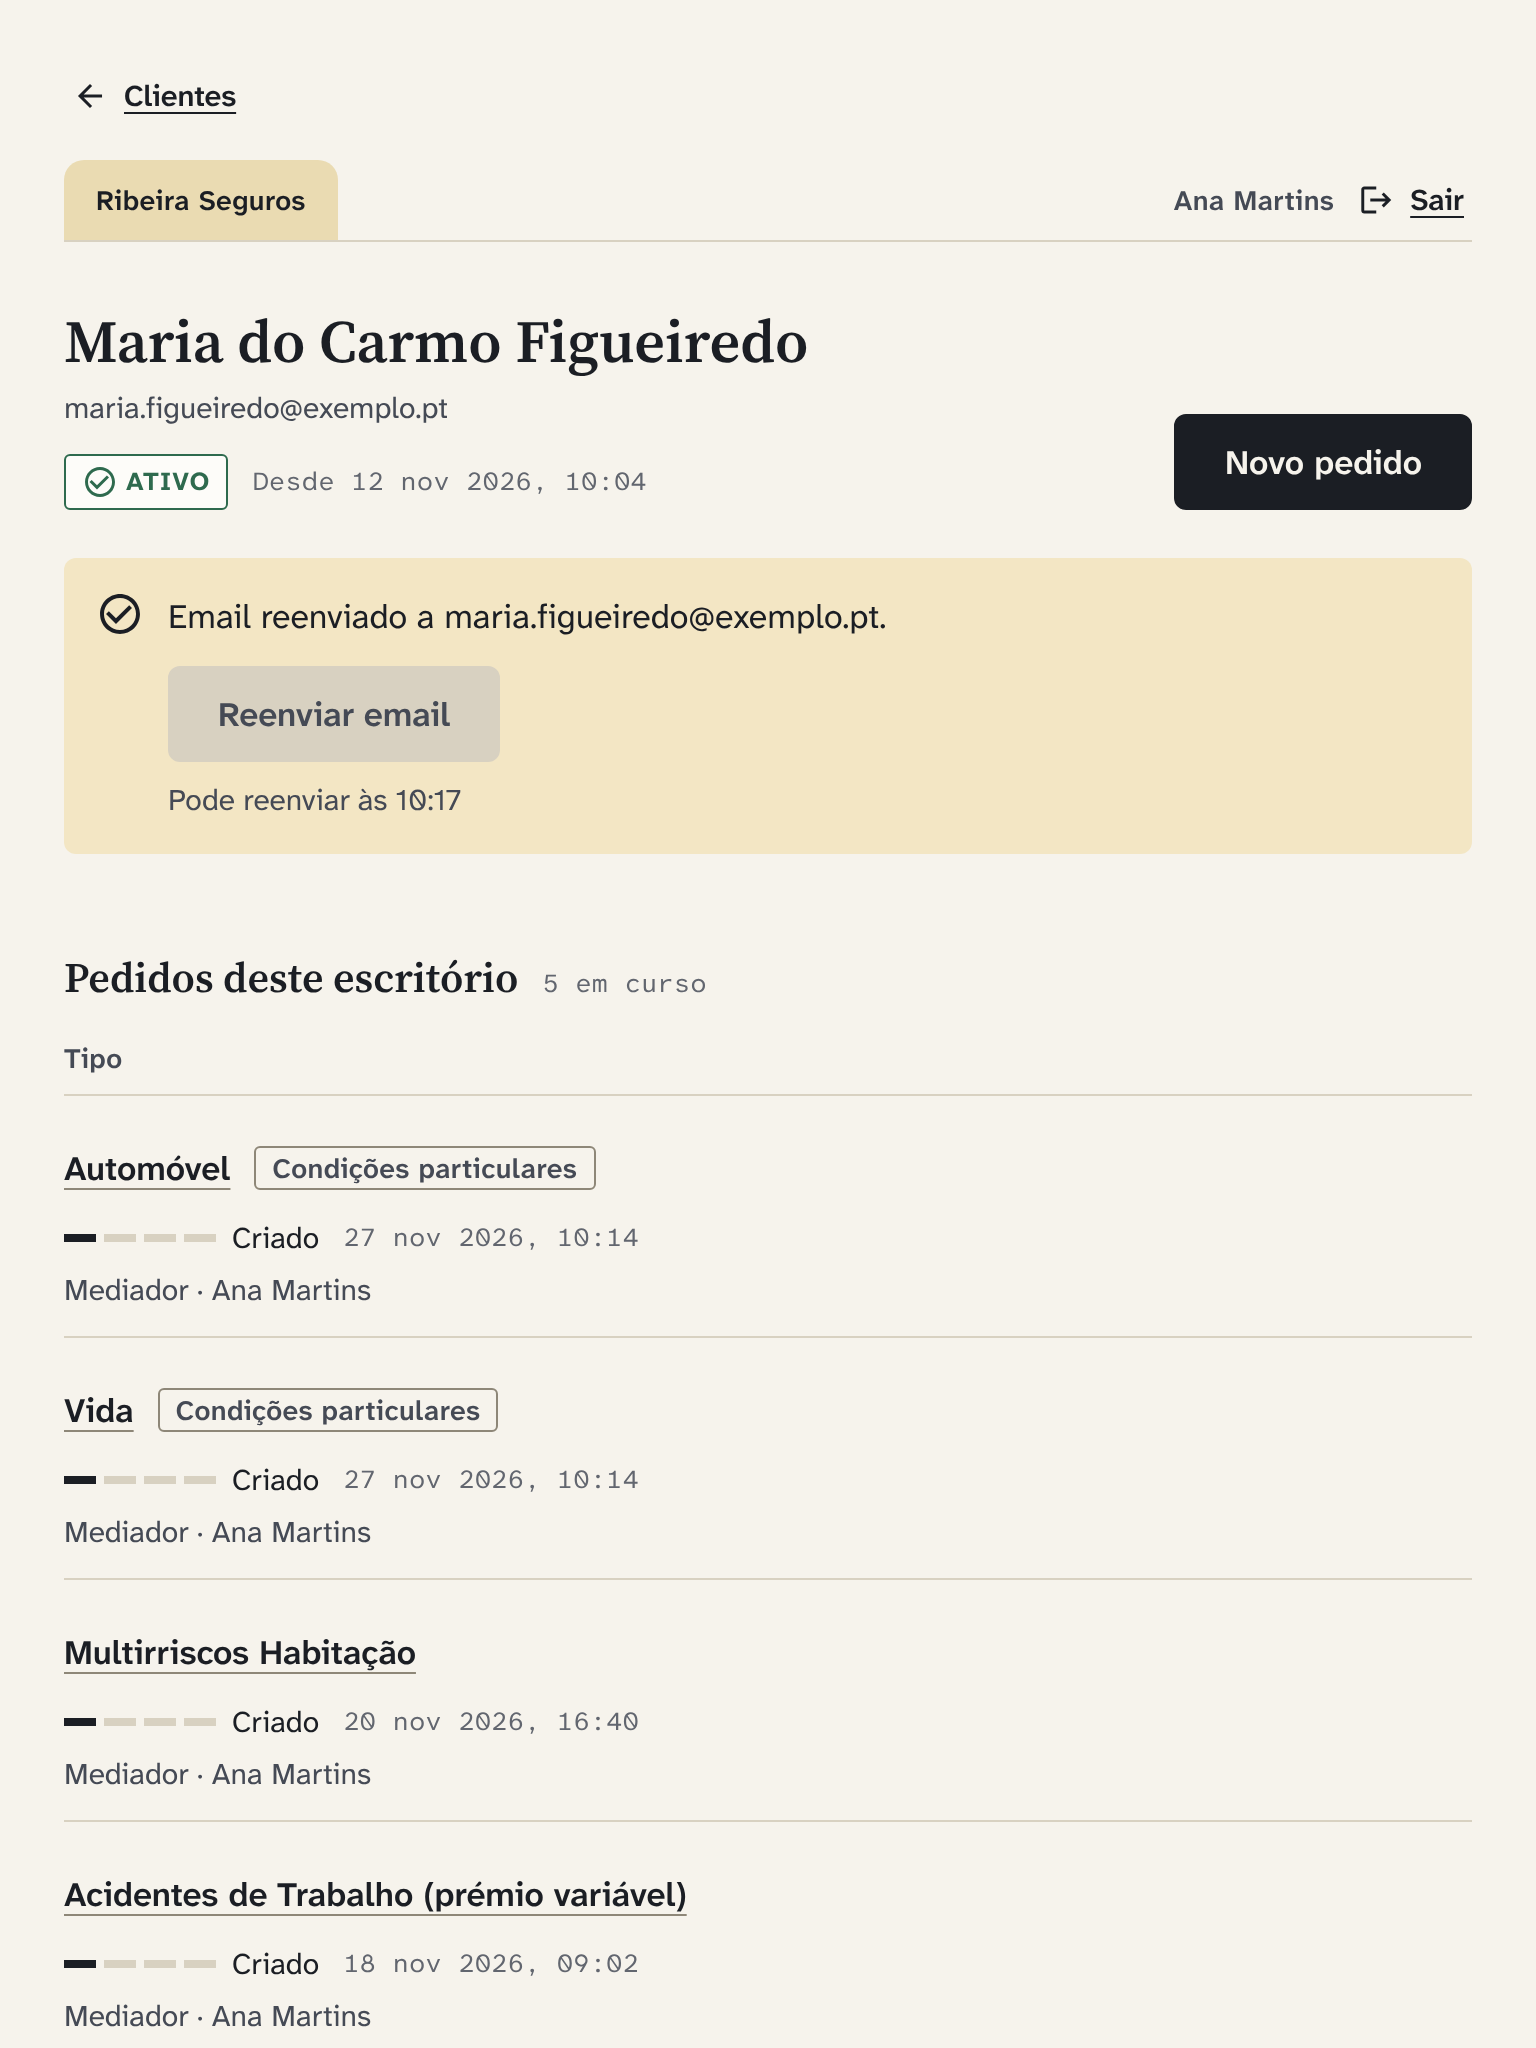 Clientes
Ribeira Seguros
Ana Martins Sair
Maria do Carmo Figueiredo
maria.figueiredo@exemplo.pt
ATIVO Desde 12 nov 2026, 10:04
Novo pedido
Email reenviado a maria.figueiredo@exemplo.pt.
Reenviar email
Pode reenviar às 10:17
Pedidos deste escritório 5 em curso
Tipo
Automóvel Condições particulares
Criado 27 nov 2026, 10:14
Mediador · Ana Martins
Vida Condições particulares
Criado 27 nov 2026, 10:14
Mediador · Ana Martins
Multirriscos Habitação
Criado 20 nov 2026, 16:40
Mediador · Ana Martins
Acidentes de Trabalho (prémio variável)
Criado 18 nov 2026, 09:02
Mediador · Ana Martins